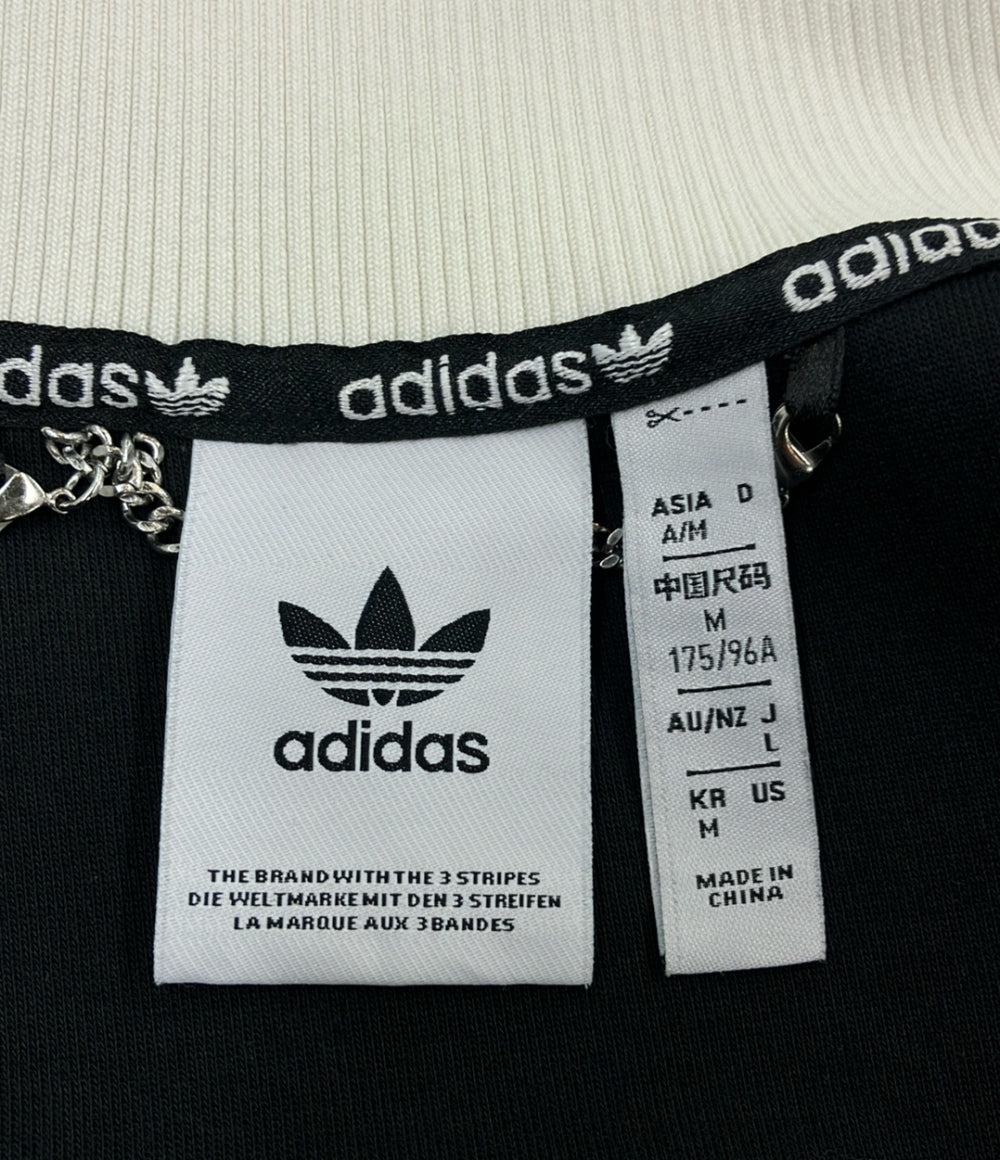 adidas
adidas
adidas
adidas
THE BRAND WITH THE 3 STRIPES
DIE WELTMARKE MIT DEN 3 STREIFEN
LA MARQUE AUX 3 BANDES
ASIA D
A/M
中国尺码
M
175/96A
AU/NZ J
L
KR US
M
MADE IN
CHINA